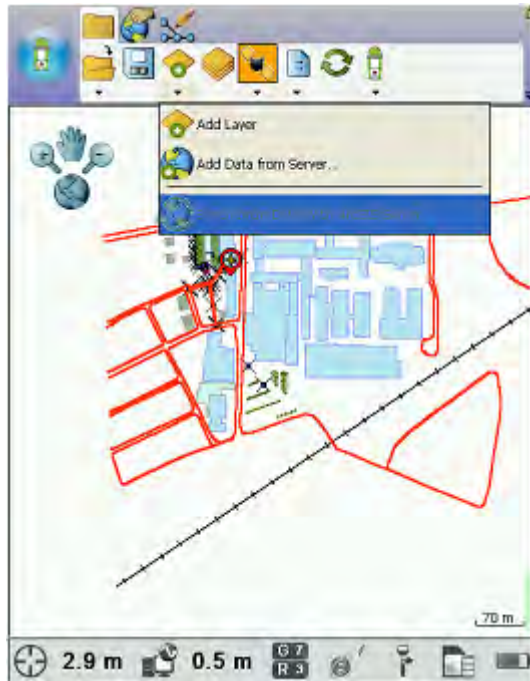 Add Layer
Add Data from Server...
70 m
2.9 m
0.5 m
G 7
R 3